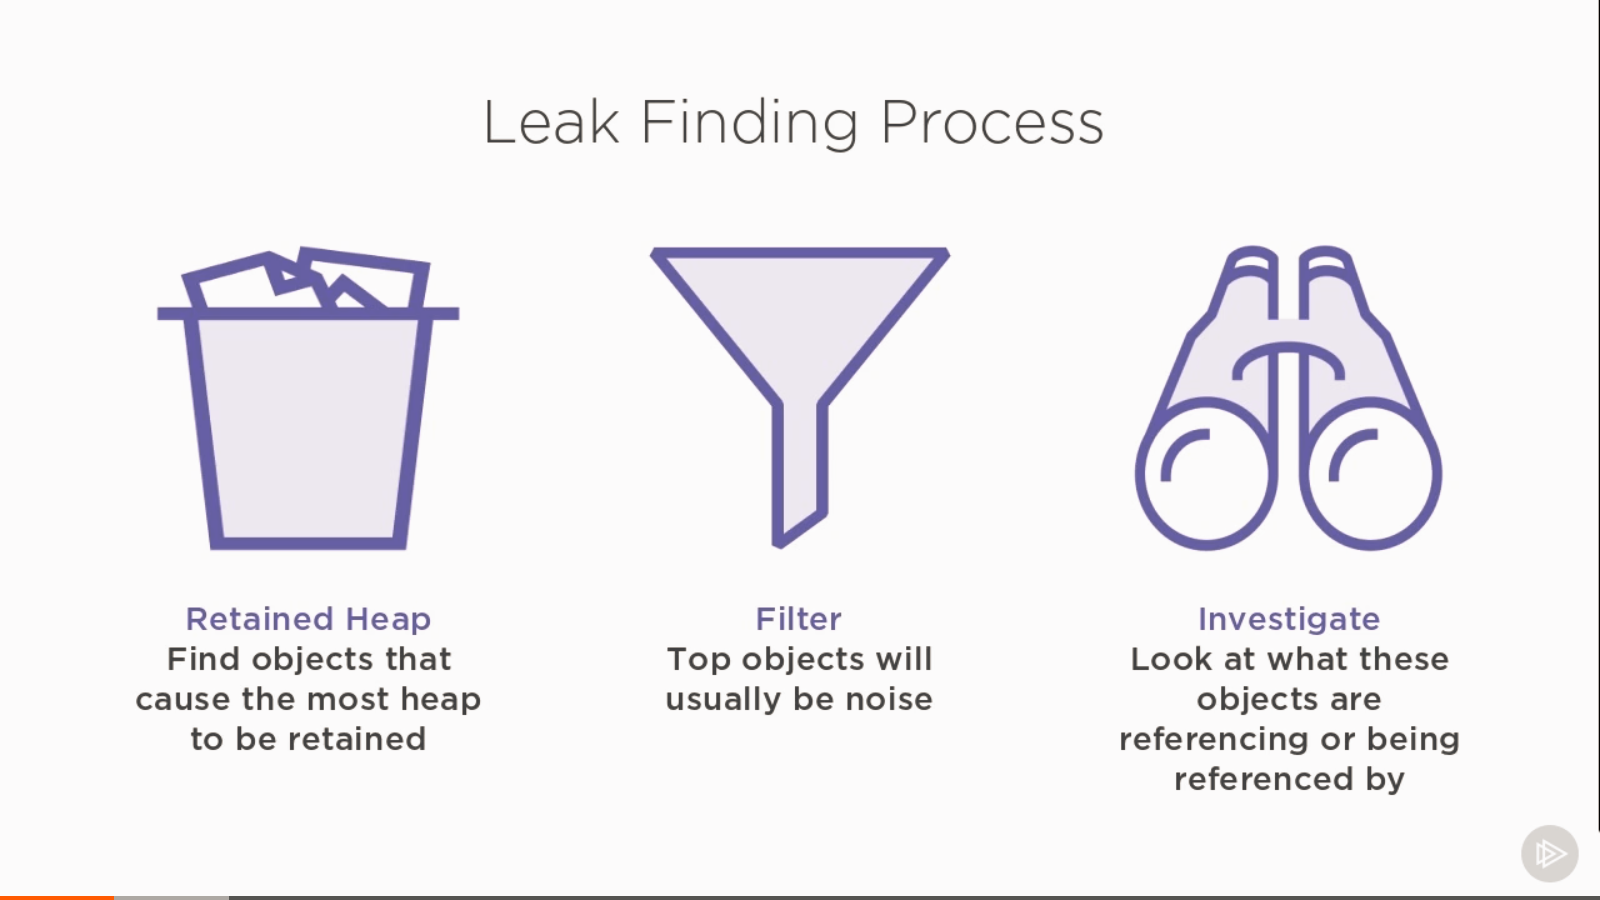 Leak Finding Process
Retained Heap
Find objects that
cause the most heap
to be retained
Filter
Top objects will
usually be noise
Investigate
Look at what these
objects are
referencing or being
referenced by